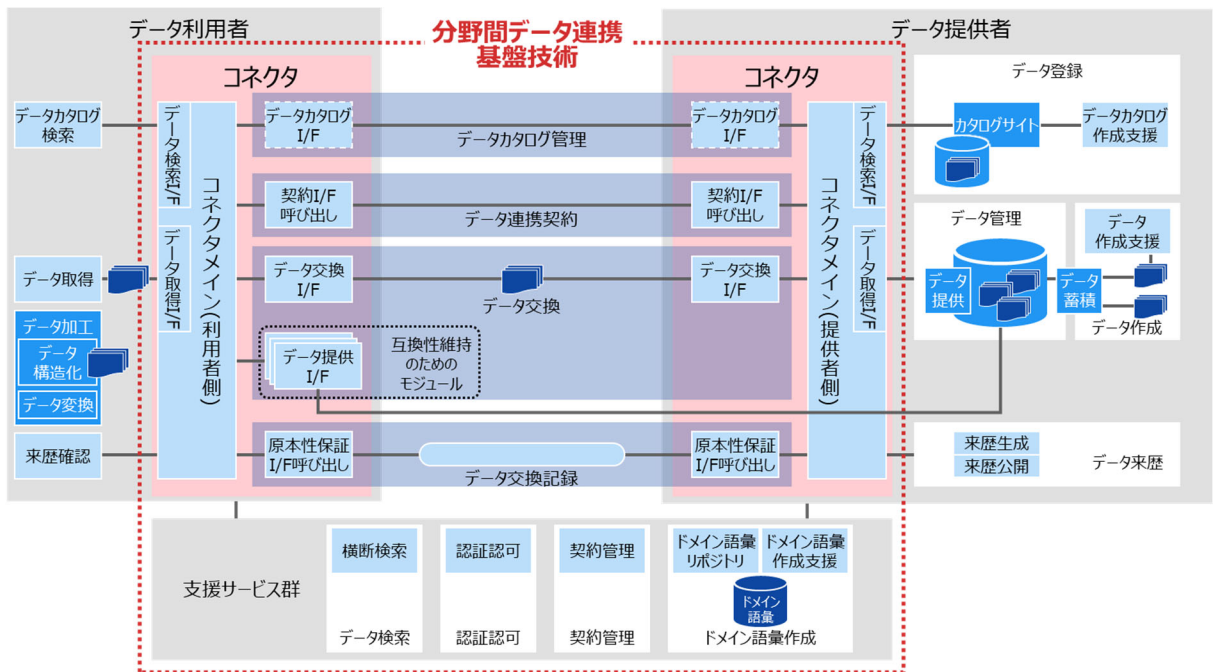 データ利用者
分野間データ連携
基盤技術
データ提供者
コネクタ
コネクタ
データ登録
データカタログ
検索
データ検索I/F
データカタログ
I/F
データカタログ管理
データカタログ
I/F
データ検索I/F
カタログサイト
データカタログ
作成支援
コネクタメイン(利用者側)
契約I/F
呼び出し
データ連携契約
契約I/F
呼び出し
コネクタメイン(提供者側)
データ管理
データ
作成支援
データ取得
データ取得I/F
データ交換
I/F
データ交換
データ交換
I/F
データ取得I/F
データ
提供
データ
蓄積
データ作成
データ加工
データ
構造化
データ変換
データ提供
I/F
互換性維持
のための
モジュール
来歴確認
原本性保証
I/F呼び出し
データ交換記録
原本性保証
I/F呼び出し
来歴生成
来歴公開
データ来歴
支援サービス群
横断検索
データ検索
認証認可
認証認可
契約管理
契約管理
ドメイン語彙
リポジトリ
ドメイン語彙
作成支援
ドメイン
語彙
ドメイン語彙作成